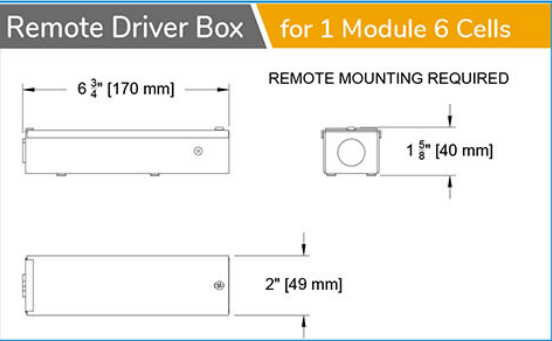 Remote Driver Box for 1 Module 6 Cells
6 3/4" [170 mm]
REMOTE MOUNTING REQUIRED
1 5/8" [40 mm]
2" [49 mm]